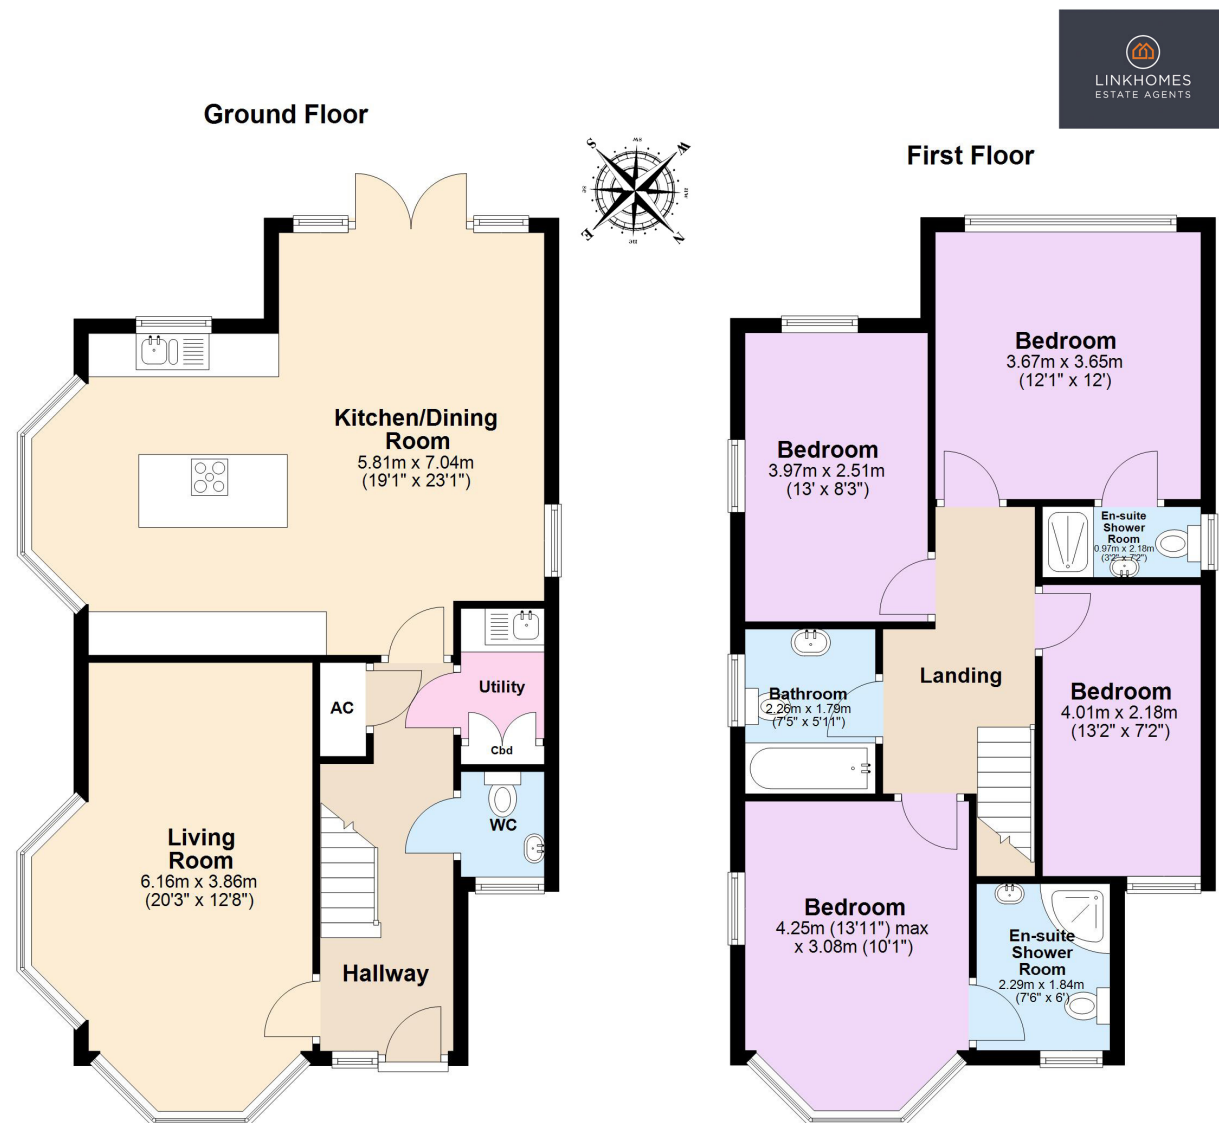 LINKHOMES
ESTATE AGENTS
Ground Floor
First Floor
S
SW
W
SE
NW
E
NE
N
Kitchen/Dining
Room
5.81m x 7.04m
(19'1" x 23'1")
Utility
AC
Cbd
WC
Living
Room
6.16m x 3.86m
(20'3" x 12'8")
Hallway
Bedroom
3.67m x 3.65m
(12'1" x 12')
Bedroom
3.97m x 2.51m
(13' x 8'3")
En-suite
Shower
Room
0.97m x 2.18m
(3'2" x 7'2")
Landing
Bathroom
2.26m x 1.79m
(7'5" x 5'11")
Bedroom
4.01m x 2.18m
(13'2" x 7'2")
Bedroom
4.25m (13'11") max
x 3.08m (10'1")
En-suite
Shower
Room
2.29m x 1.84m
(7'6" x 6')